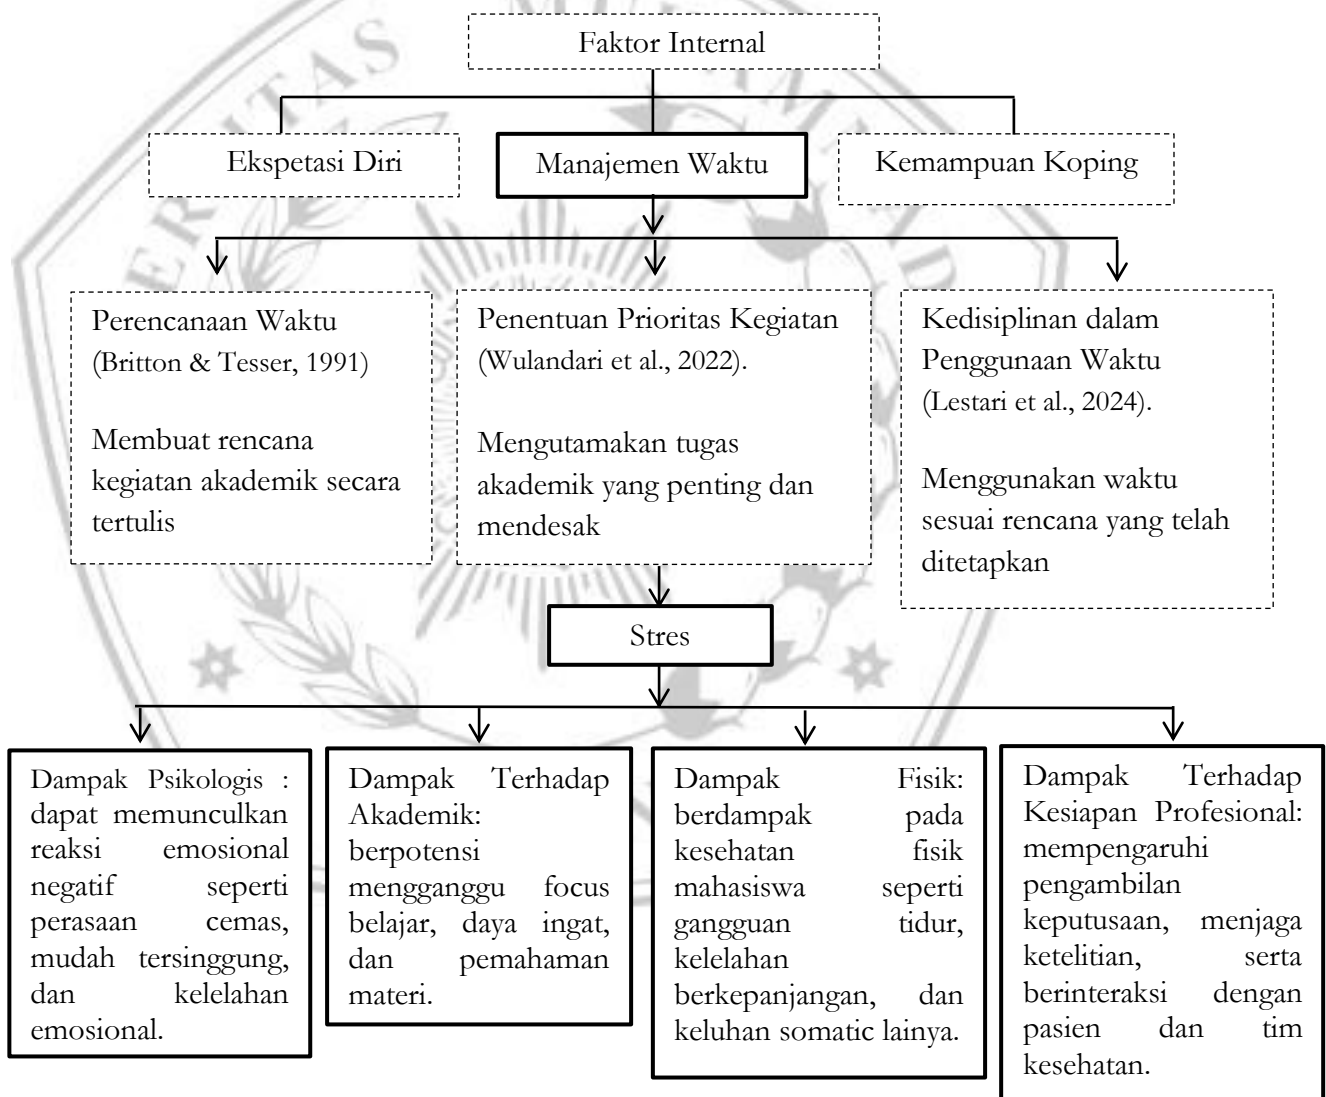 Faktor Internal
Ekspetasi Diri
Manajemen Waktu
Kemampuan Koping
Perencanaan Waktu
(Britton & Tesser, 1991)
Membuat rencana
kegiatan akademik secara
tertulis
Penentuan Prioritas Kegiatan
(Wulandari et al., 2022).
Mengutamakan tugas
akademik yang penting dan
mendesak
Kedisiplinan dalam
Penggunaan Waktu
(Lestari et al., 2024).
Menggunakan waktu
sesuai rencana yang telah
ditetapkan
Stres
Dampak Psikologis :
dapat memunculkan
reaksi emosional
negatif seperti
perasaan cemas,
mudah tersinggung,
dan kelelahan
emosional.
Dampak Terhadap
Akademik:
berpotensi
mengganggu focus
belajar, daya ingat,
dan pemahaman
materi.
Dampak Fisik:
berdampak pada
kesehatan fisik
mahasiswa seperti
gangguan tidur,
kelelahan
berkepanjangan, dan
keluhan somatic lainya.
Dampak Terhadap
Kesiapan Profesional:
mempengaruhi
pengambilan
keputusaan, menjaga
ketelitian, serta
berinteraksi dengan
pasien dan tim
kesehatan.